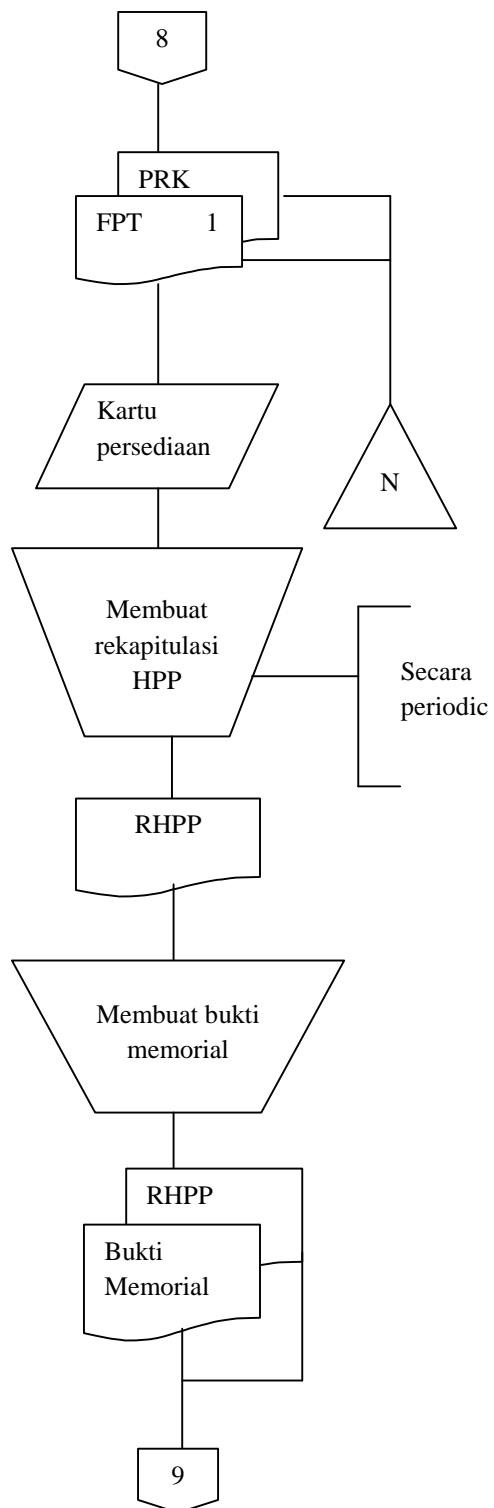 8
PRK
FPT 1
Kartu
persediaan
N
Membuat
rekapitulasi
HPP
Secara
periodic
RHPP
Membuat bukti
memorial
RHPP
Bukti
Memorial
9